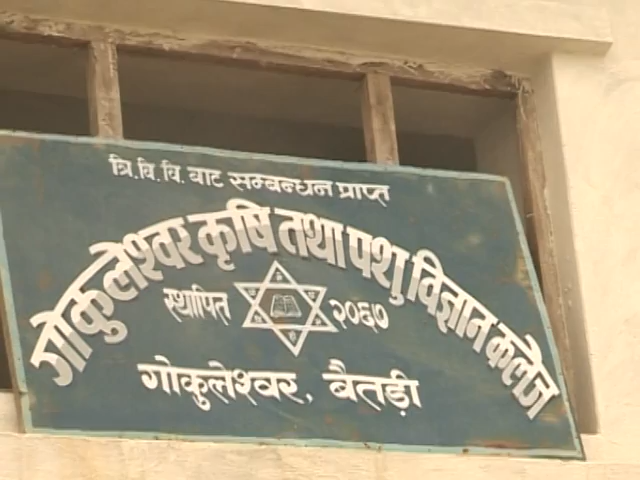 त्रि.वि.वि. बाट सम्बन्धन प्राप्त
गोकुलेश्वर कृषि तथा पशु विज्ञान कलेज
स्थापित २०६७
गोकुलेश्वर, बैतडी